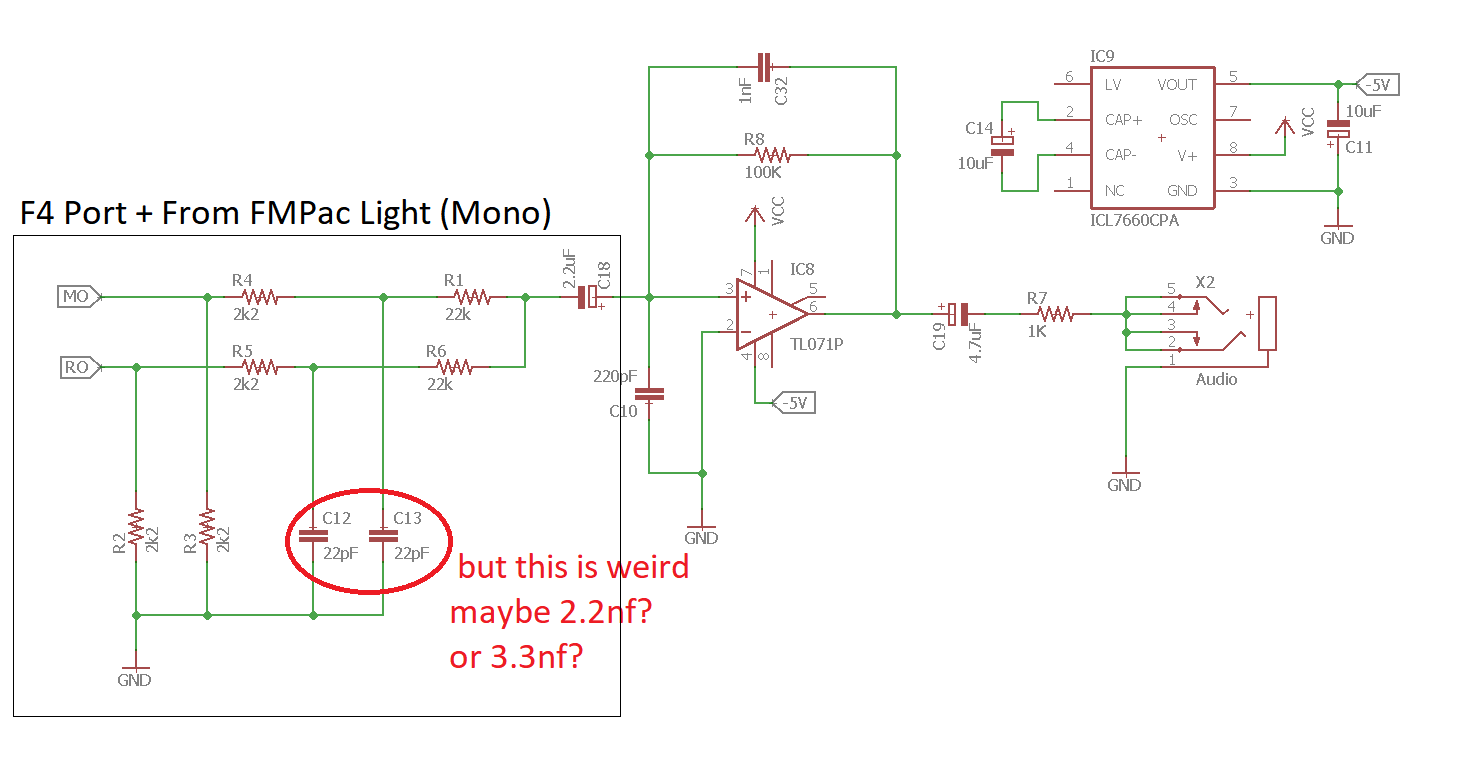 IC9
6 LV VOUT 5
2 CAP+ OSC 7
4 CAP- V+ 8
1 NC GND 3
ICL7660CPA
C14
10uF
-5V
10uF
C11
VCC
GND
1nF
C32
R8
100K
VCC
F4 Port + From FMPac Light (Mono)
MO
R4
2k2
R1
22k
2.2uF
C18
RO
R5
2k2
R6
22k
R2
2k2
R3
2k2
C12
22pF
C13
22pF
GND
but this is weird
maybe 2.2nf?
or 3.3nf?
220pF
C10
GND
IC8
7
1
3
5
2
6
4
8
TL071P
-5V
C19
4.7uF
R7
1K
X2
5
4
3
2
1
Audio
GND